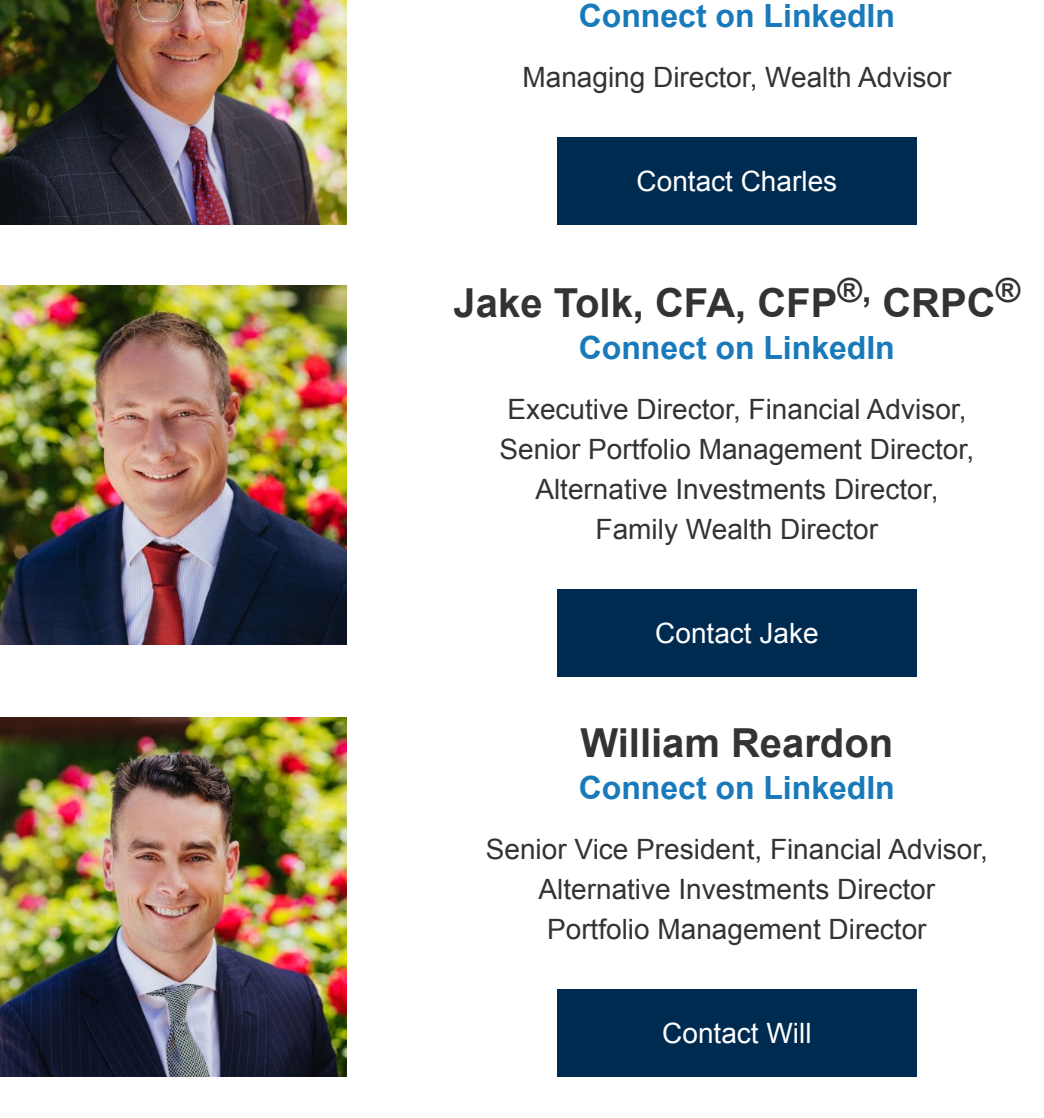 Connect on LinkedIn
Managing Director, Wealth Advisor
Contact Charles
Jake Tolk, CFA, CFP®, CRPC®
Connect on LinkedIn
Executive Director, Financial Advisor,
Senior Portfolio Management Director,
Alternative Investments Director,
Family Wealth Director
Contact Jake
William Reardon
Connect on LinkedIn
Senior Vice President, Financial Advisor,
Alternative Investments Director
Portfolio Management Director
Contact Will